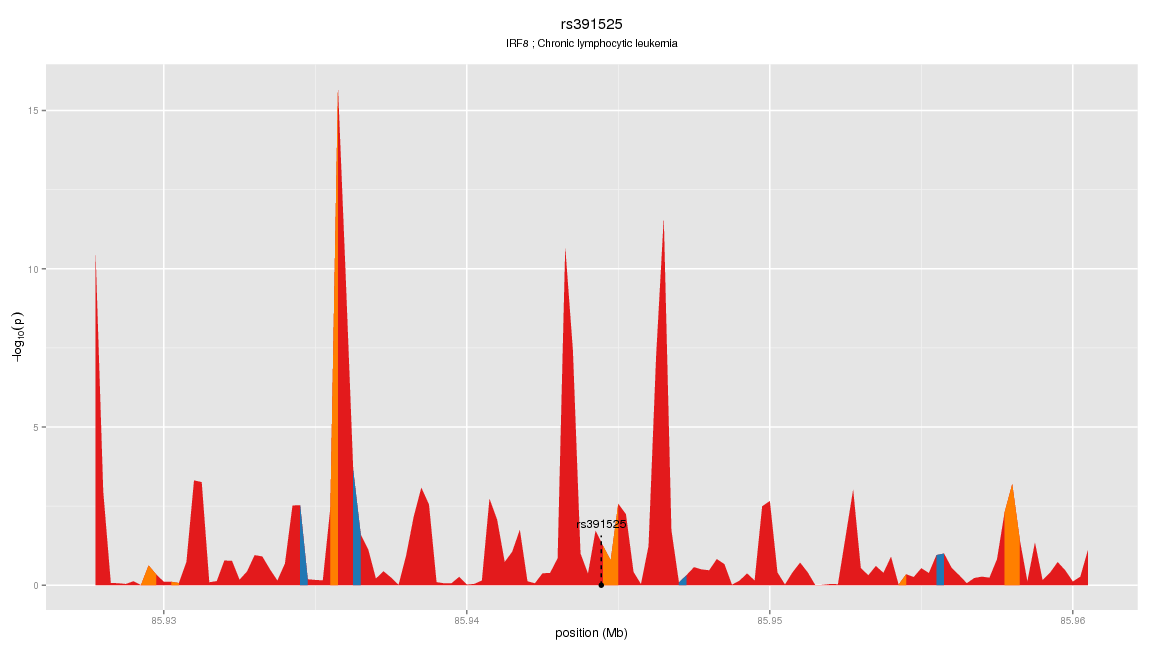 rs391525
IRF8 ; Chronic lymphocytic leukemia
−log10(p)
15
10
5
0
rs391525
85.93 85.94 85.95 85.96
position (Mb)